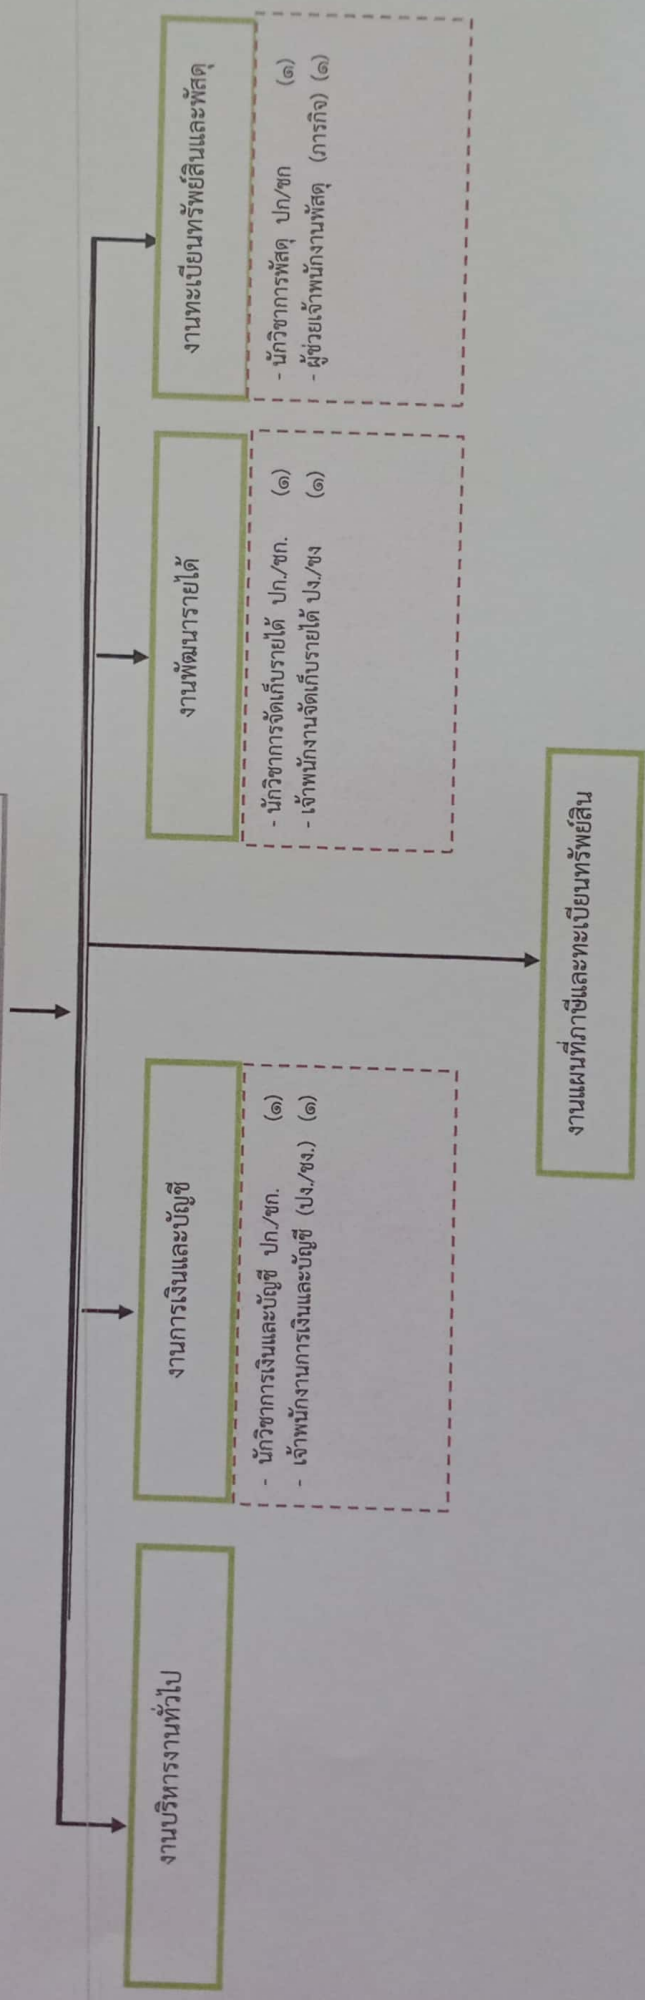 งานบริหารงานทั่วไป
งานการเงินและบัญชี
- นักวิชาการเงินและบัญชี ปก./ชก. (๑)
- เจ้าพนักงานการเงินและบัญชี (ปง./ชง.) (๑)
งานพัฒนารายได้
- นักวิชาการจัดเก็บรายได้ ปก./ชก. (๑)
- เจ้าพนักงานจัดเก็บรายได้ ปง./ชง (๑)
งานทะเบียนทรัพย์สินและพัสดุ
- นักวิชาการพัสดุ ปก/ชก (๑)
- ผู้ช่วยเจ้าพนักงานพัสดุ (ภารกิจ) (๑)
งานแผนที่ภาษีและทะเบียนทรัพย์สิน